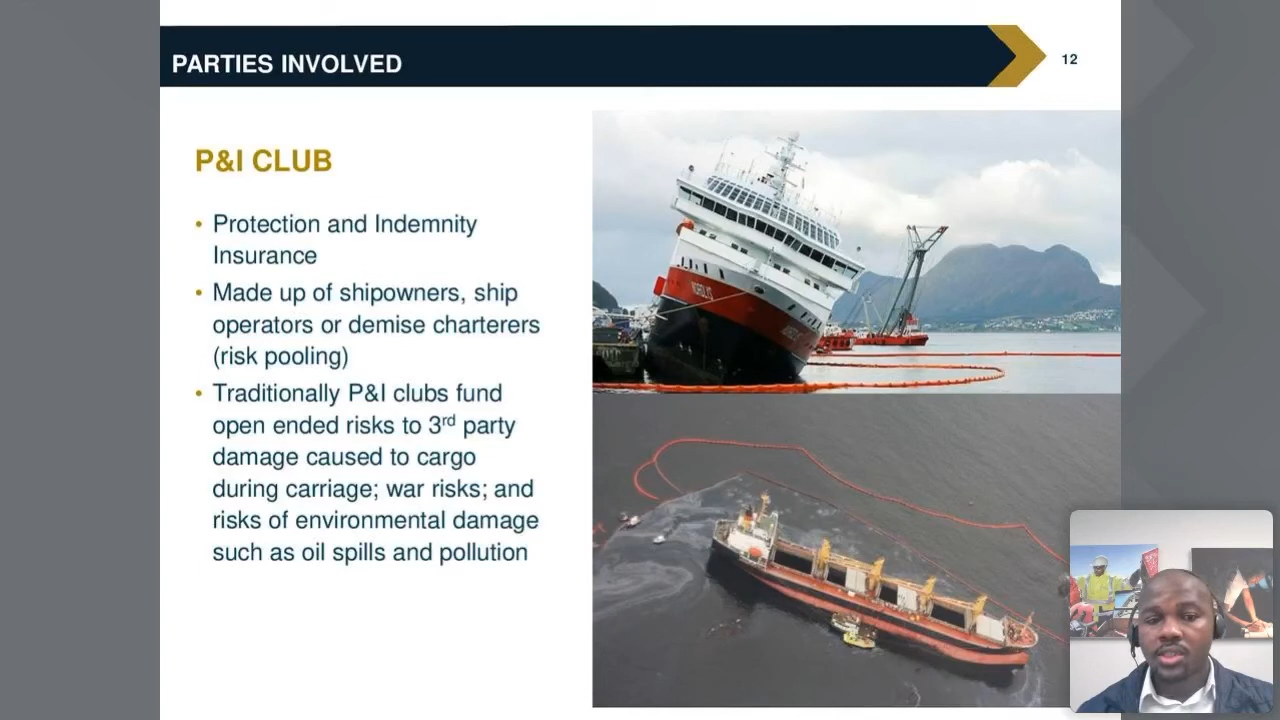 PARTIES INVOLVED
12
P&I CLUB
• Protection and Indemnity
Insurance
• Made up of shipowners, ship
operators or demise charterers
(risk pooling)
• Traditionally P&I clubs fund
open ended risks to 3rd party
damage caused to cargo
during carriage; war risks; and
risks of environmental damage
such as oil spills and pollution
NORDLYS